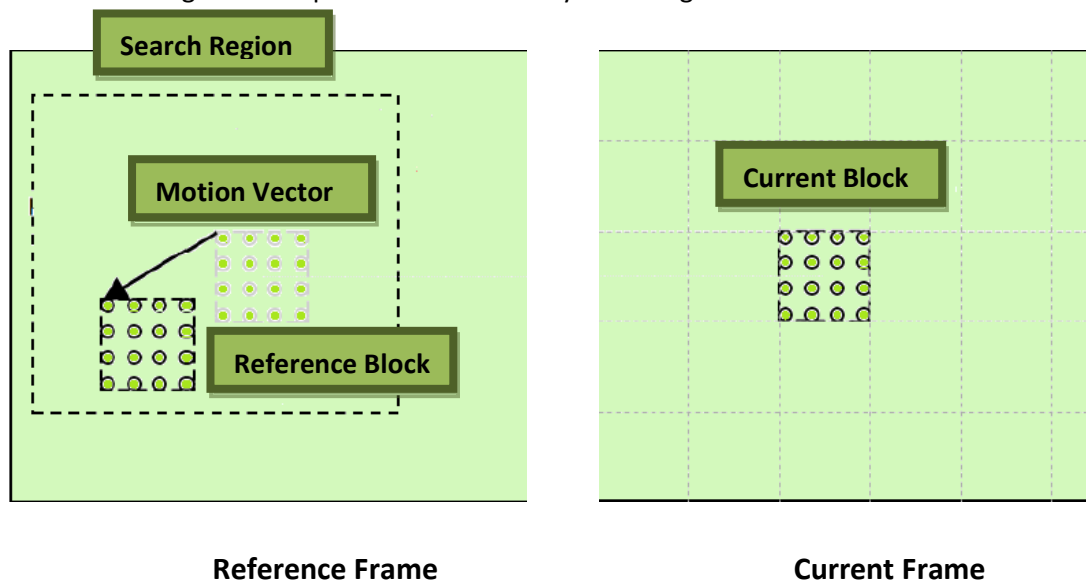 Search Region
Motion Vector
Reference Block
Current Block
Reference Frame
Current Frame